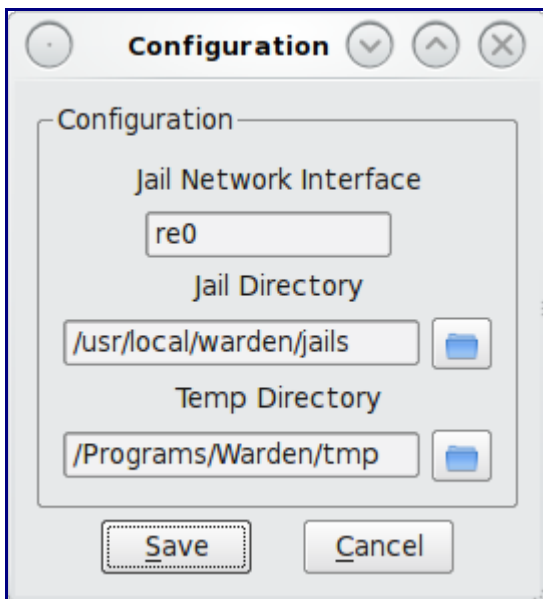 Configuration
Configuration
Jail Network Interface
re0
Jail Directory
/usr/local/warden/jails
Temp Directory
/Programs/Warden/tmp
Save
Cancel